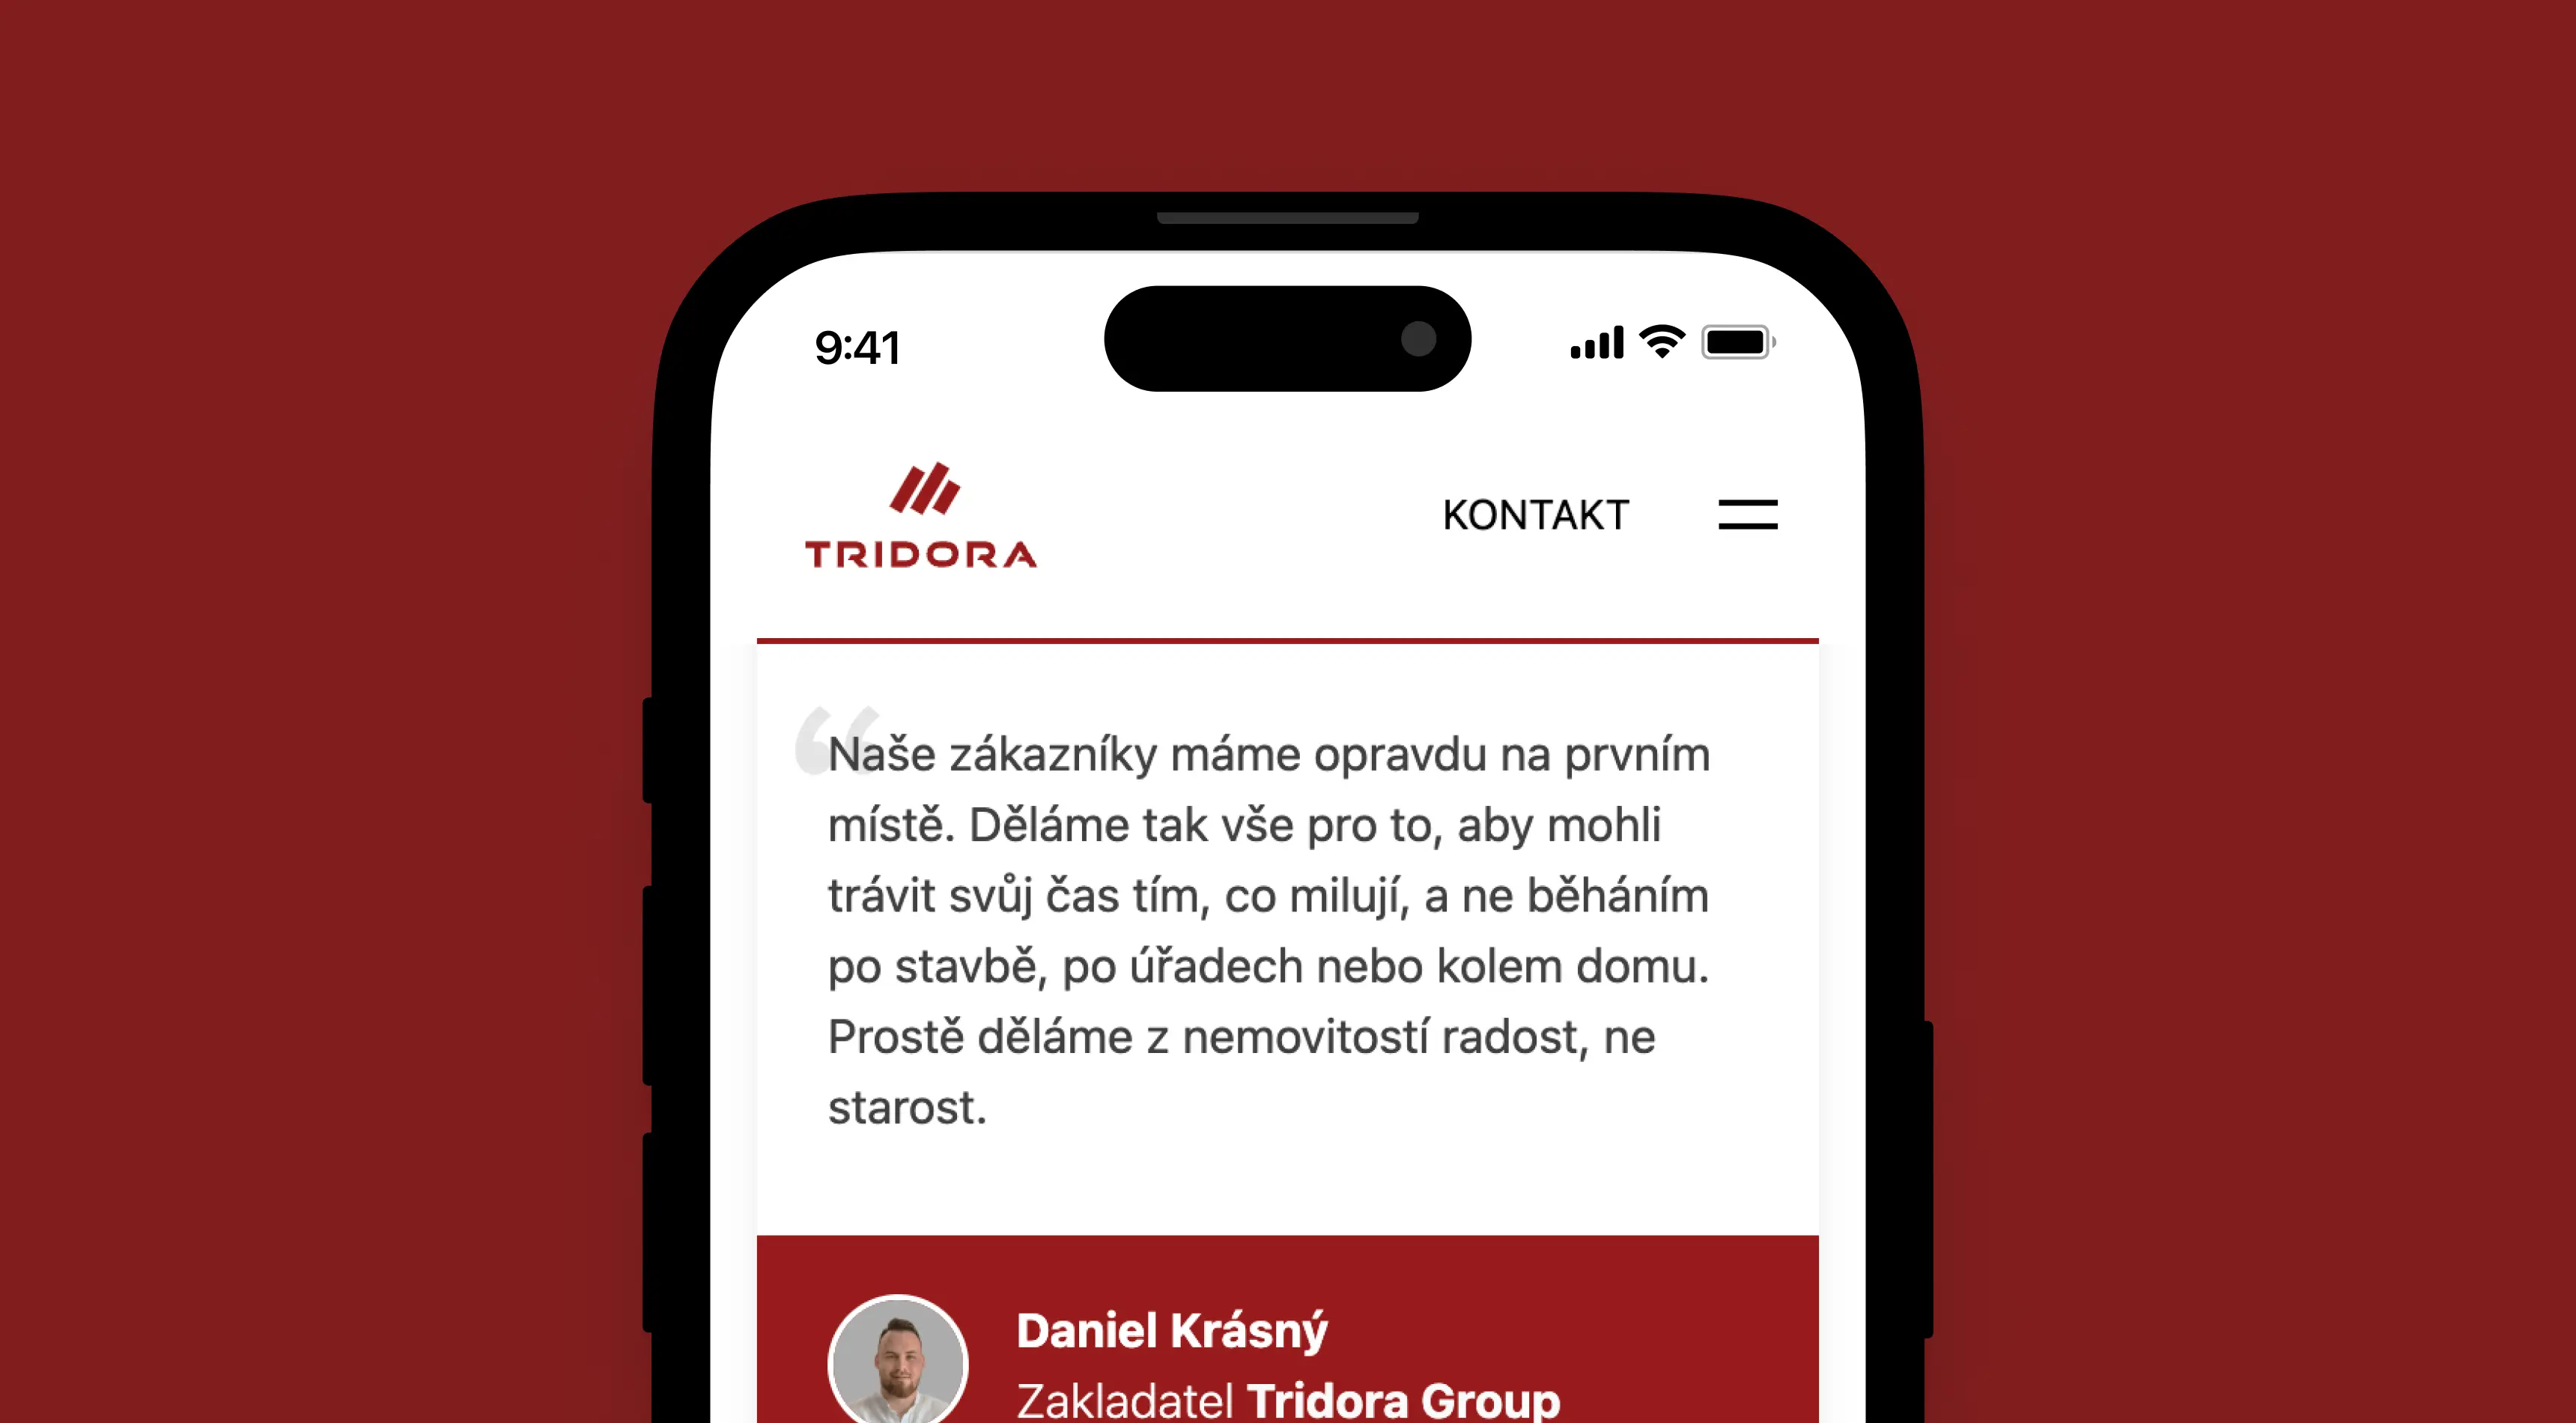 9:41
TRIDORA
KONTAKT
“Naše zákazníky máme opravdu na prvním
místě. Děláme tak vše pro to, aby mohli
trávit svůj čas tím, co milují, a ne běháním
po stavbě, po úřadech nebo kolem domu.
Prostě děláme z nemovitostí radost, ne
starost.
Daniel Krásný
Zakladatel Tridora Group